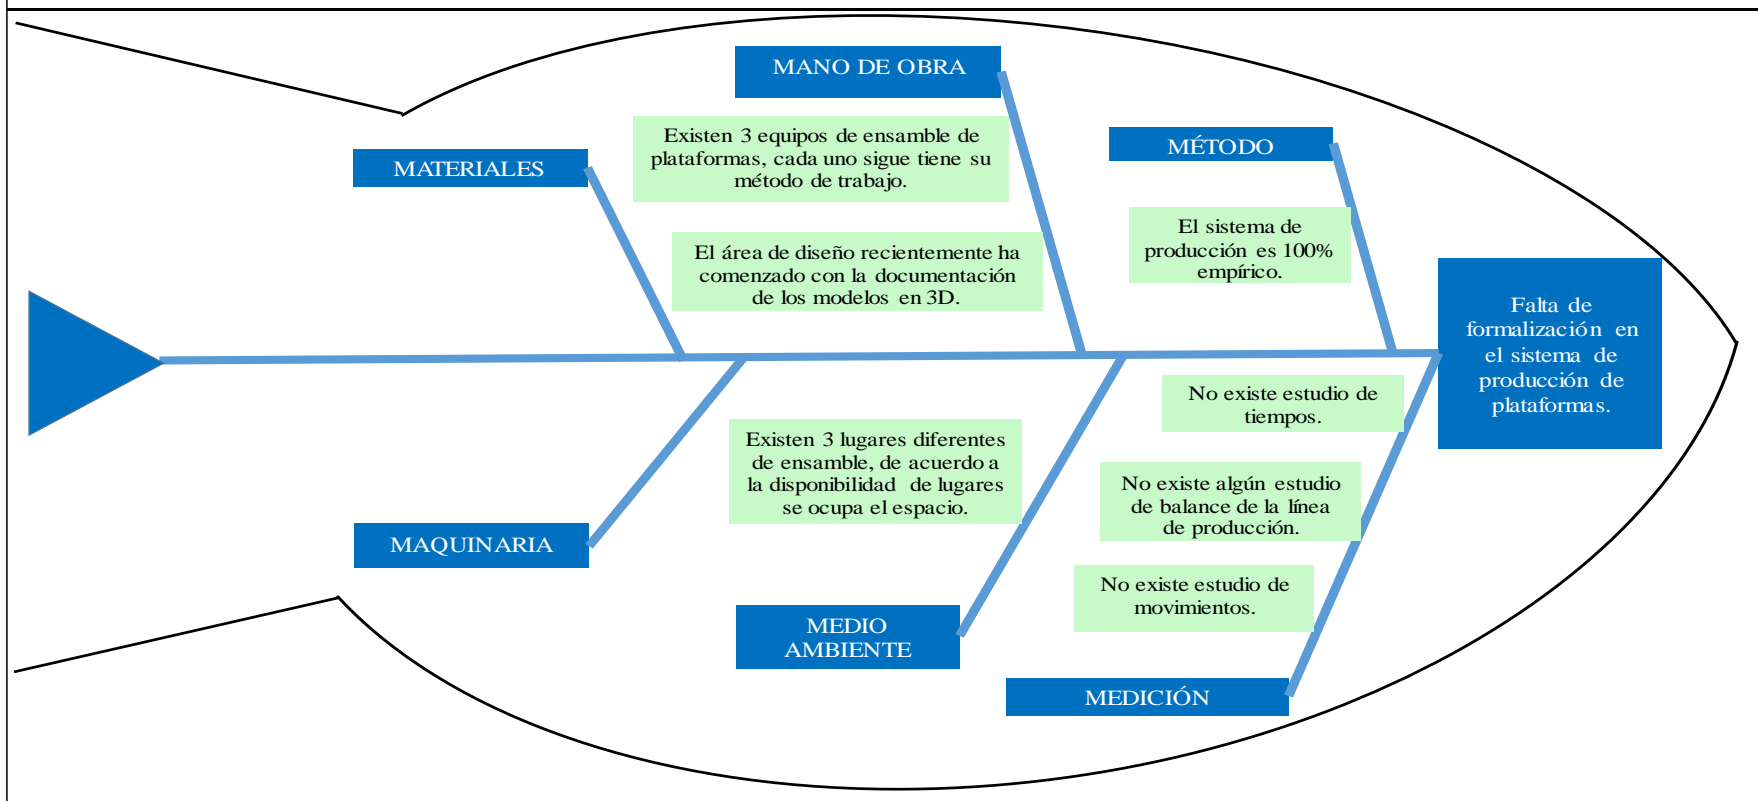 MANO DE OBRA
Existen 3 equipos de ensamble de
plataformas, cada uno sigue tiene su
método de trabajo.
MÉTODO
MATERIALES
El sistema de
producción es 100%
empírico.
El área de diseño recientemente ha
comenzado con la documentación
de los modelos en 3D.
Falta de
formalización en
el sistema de
producción de
plataformas.
No existe estudio de
tiempos.
Existen 3 lugares diferentes
de ensamble, de acuerdo a
la disponibilidad de lugares
se ocupa el espacio.
No existe algún estudio
de balance de la línea
de producción.
MAQUINARIA
No existe estudio de
movimientos.
MEDIO
AMBIENTE
MEDICIÓN